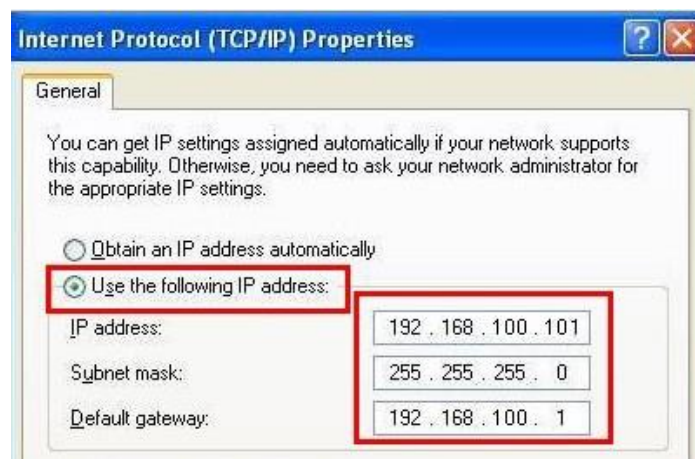 Internet Protocol (TCP/IP) Properties
General
You can get IP settings assigned automatically if your network supports
this capability. Otherwise, you need to ask your network administrator for
the appropriate IP settings.
Obtain an IP address automatically
Use the following IP address:
IP address: 192 . 168 . 100 . 101
Subnet mask: 255 . 255 . 255 . 0
Default gateway: 192 . 168 . 100 . 1